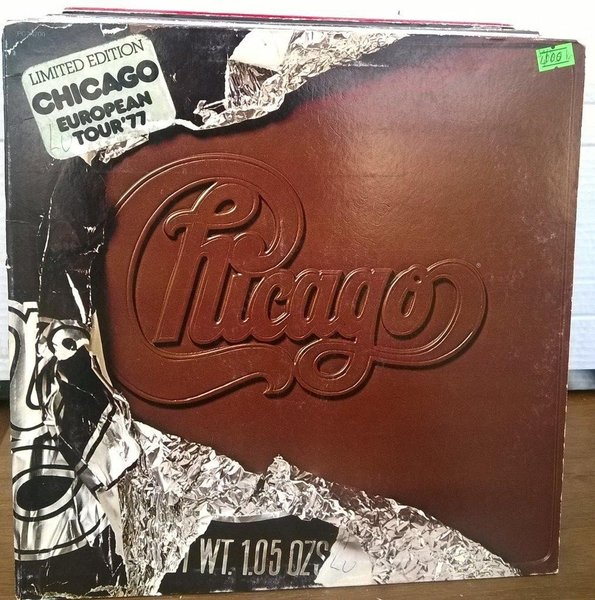 LIMITED EDITION
CHICAGO
EUROPEAN
TOUR'77
Chicago
WT. 1.05 OZS